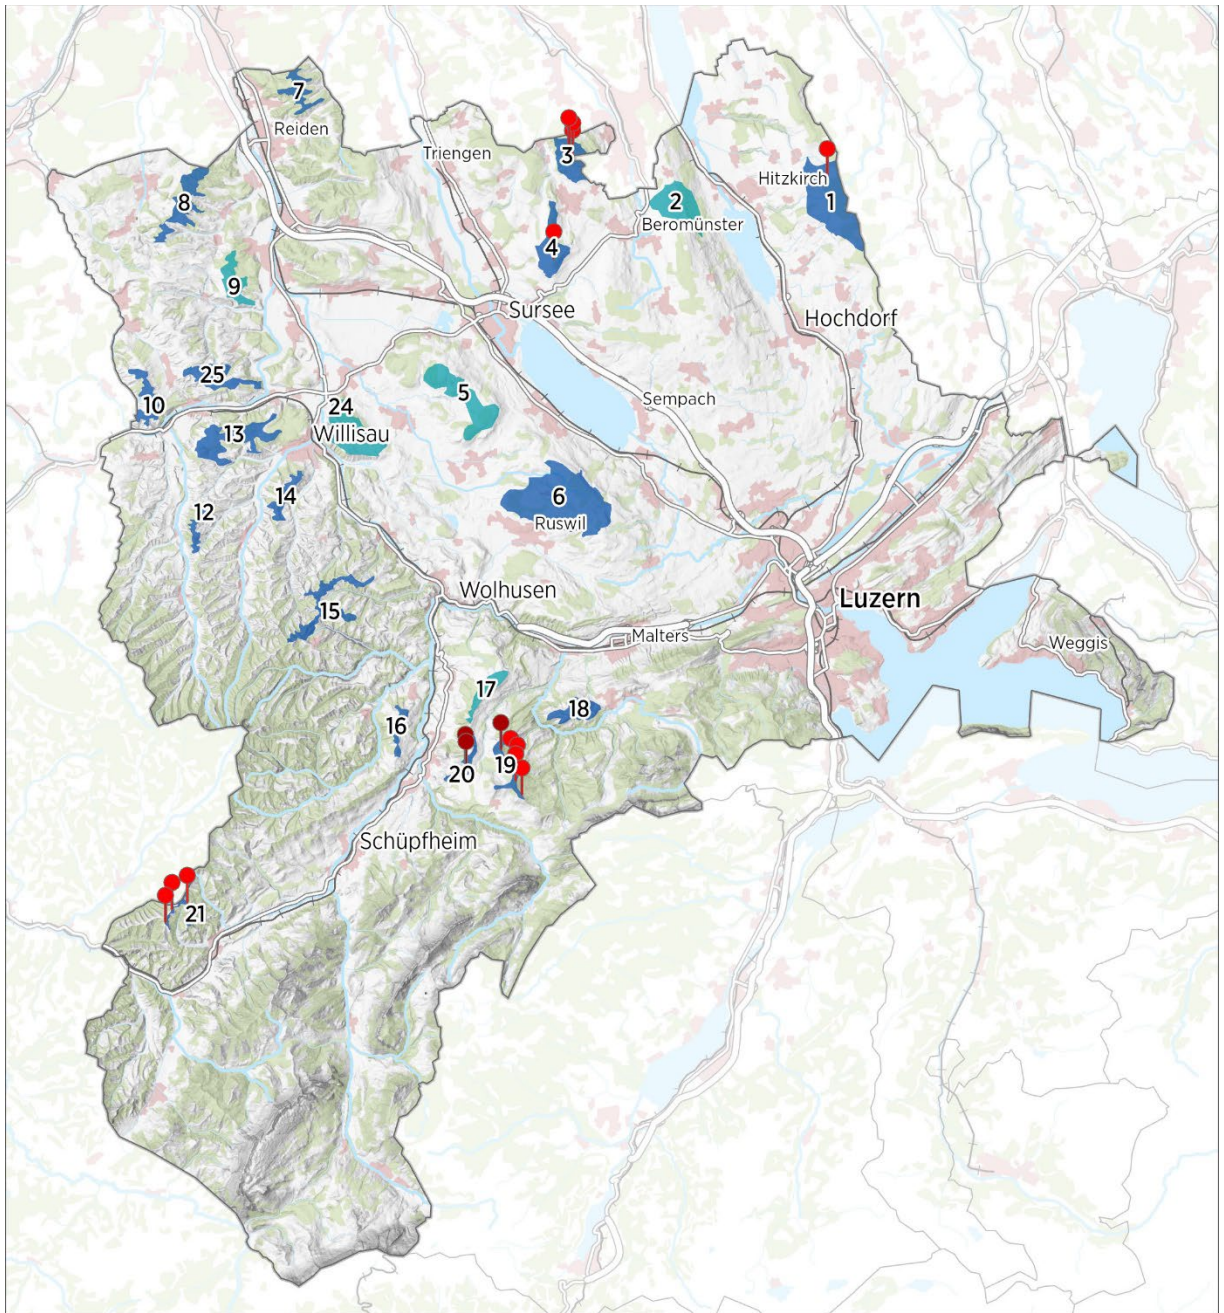 7
Reiden
Triengen
3
Hitzkirch
8
2
1
Beromünster
4
9
Sursee
Hochdorf
25
10
5
Sempach
24
13
Willisau
14
6
12
Ruswil
Wolhusen
Luzern
15
Malters
Weggis
17
18
16
19
20
Schüpfheim
21